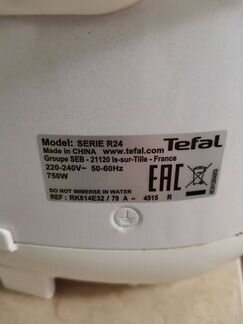 Model: SERIE R24
Tefal
Made in CHINA www.tefal.com
Groupe SEB - 21120 Is-sur-Tille - France
220-240V~ 50-60Hz
750W
EAC
DO NOT IMMERSE IN WATER
REF : RK814E32 / 79 A ~ 4515 R